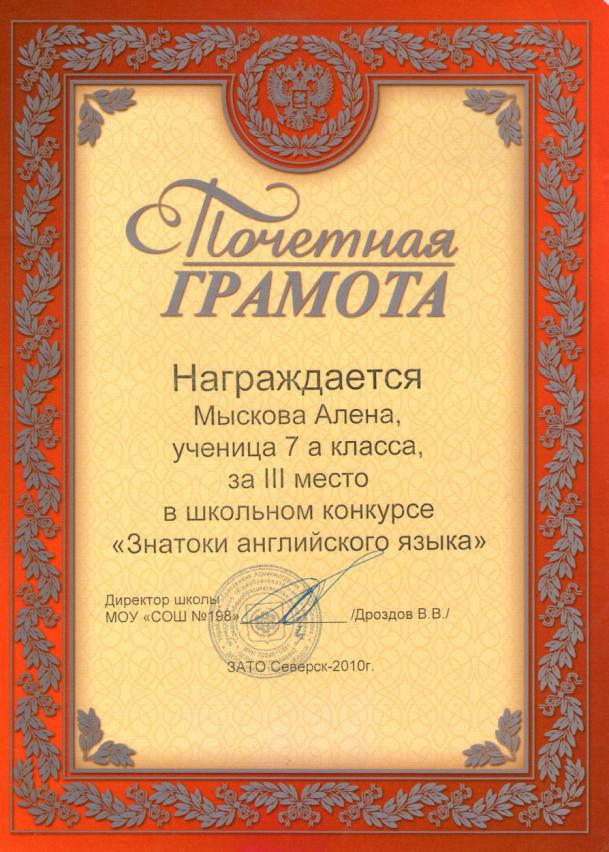 Почетная
ГРАМОТА
Награждается
Мыскова Алена,
ученица 7 а класса,
за III место
в школьном конкурсе
«Знатоки английского языка»
Директор школы
МОУ «СОШ №198» /Дроздов В.В./
ЗАТО Северск-2010г.